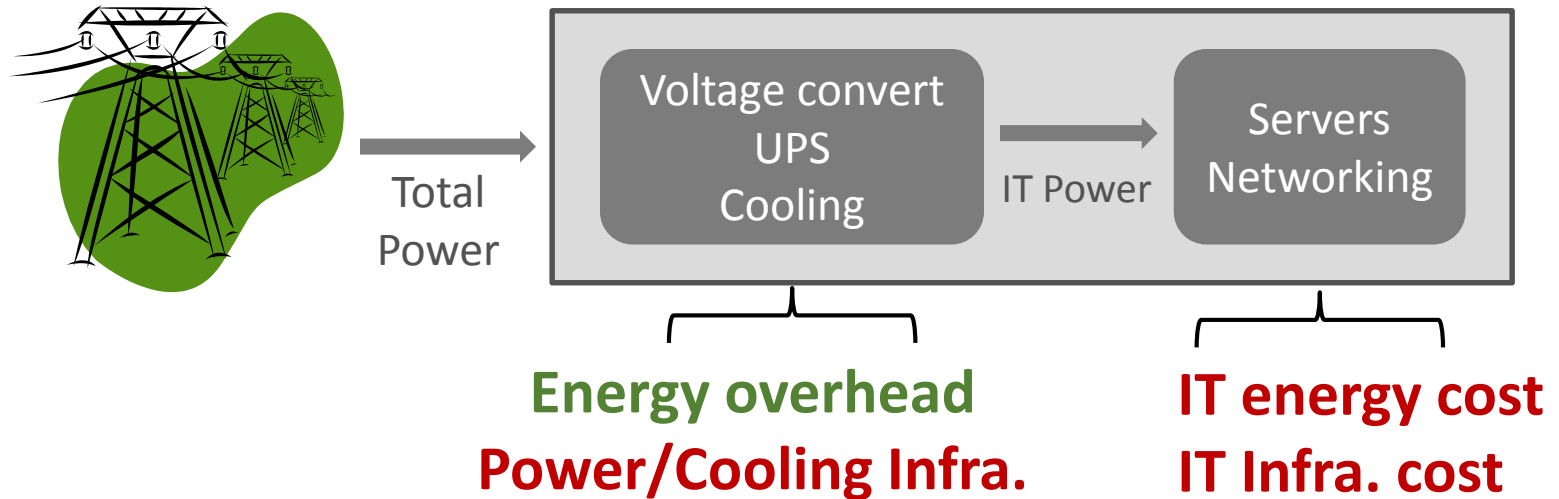 Total
Power
Voltage convert
UPS
Cooling
IT Power
Servers
Networking
Energy overhead
Power/Cooling Infra.
IT energy cost
IT Infra. cost